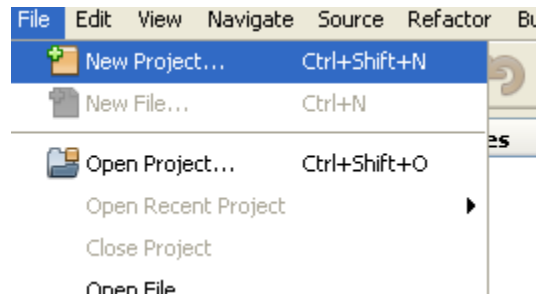 File Edit View Navigate Source Refactor
New Project... Ctrl+Shift+N
New File... Ctrl+N
Open Project... Ctrl+Shift+O
Open Recent Project
Close Project
Open File